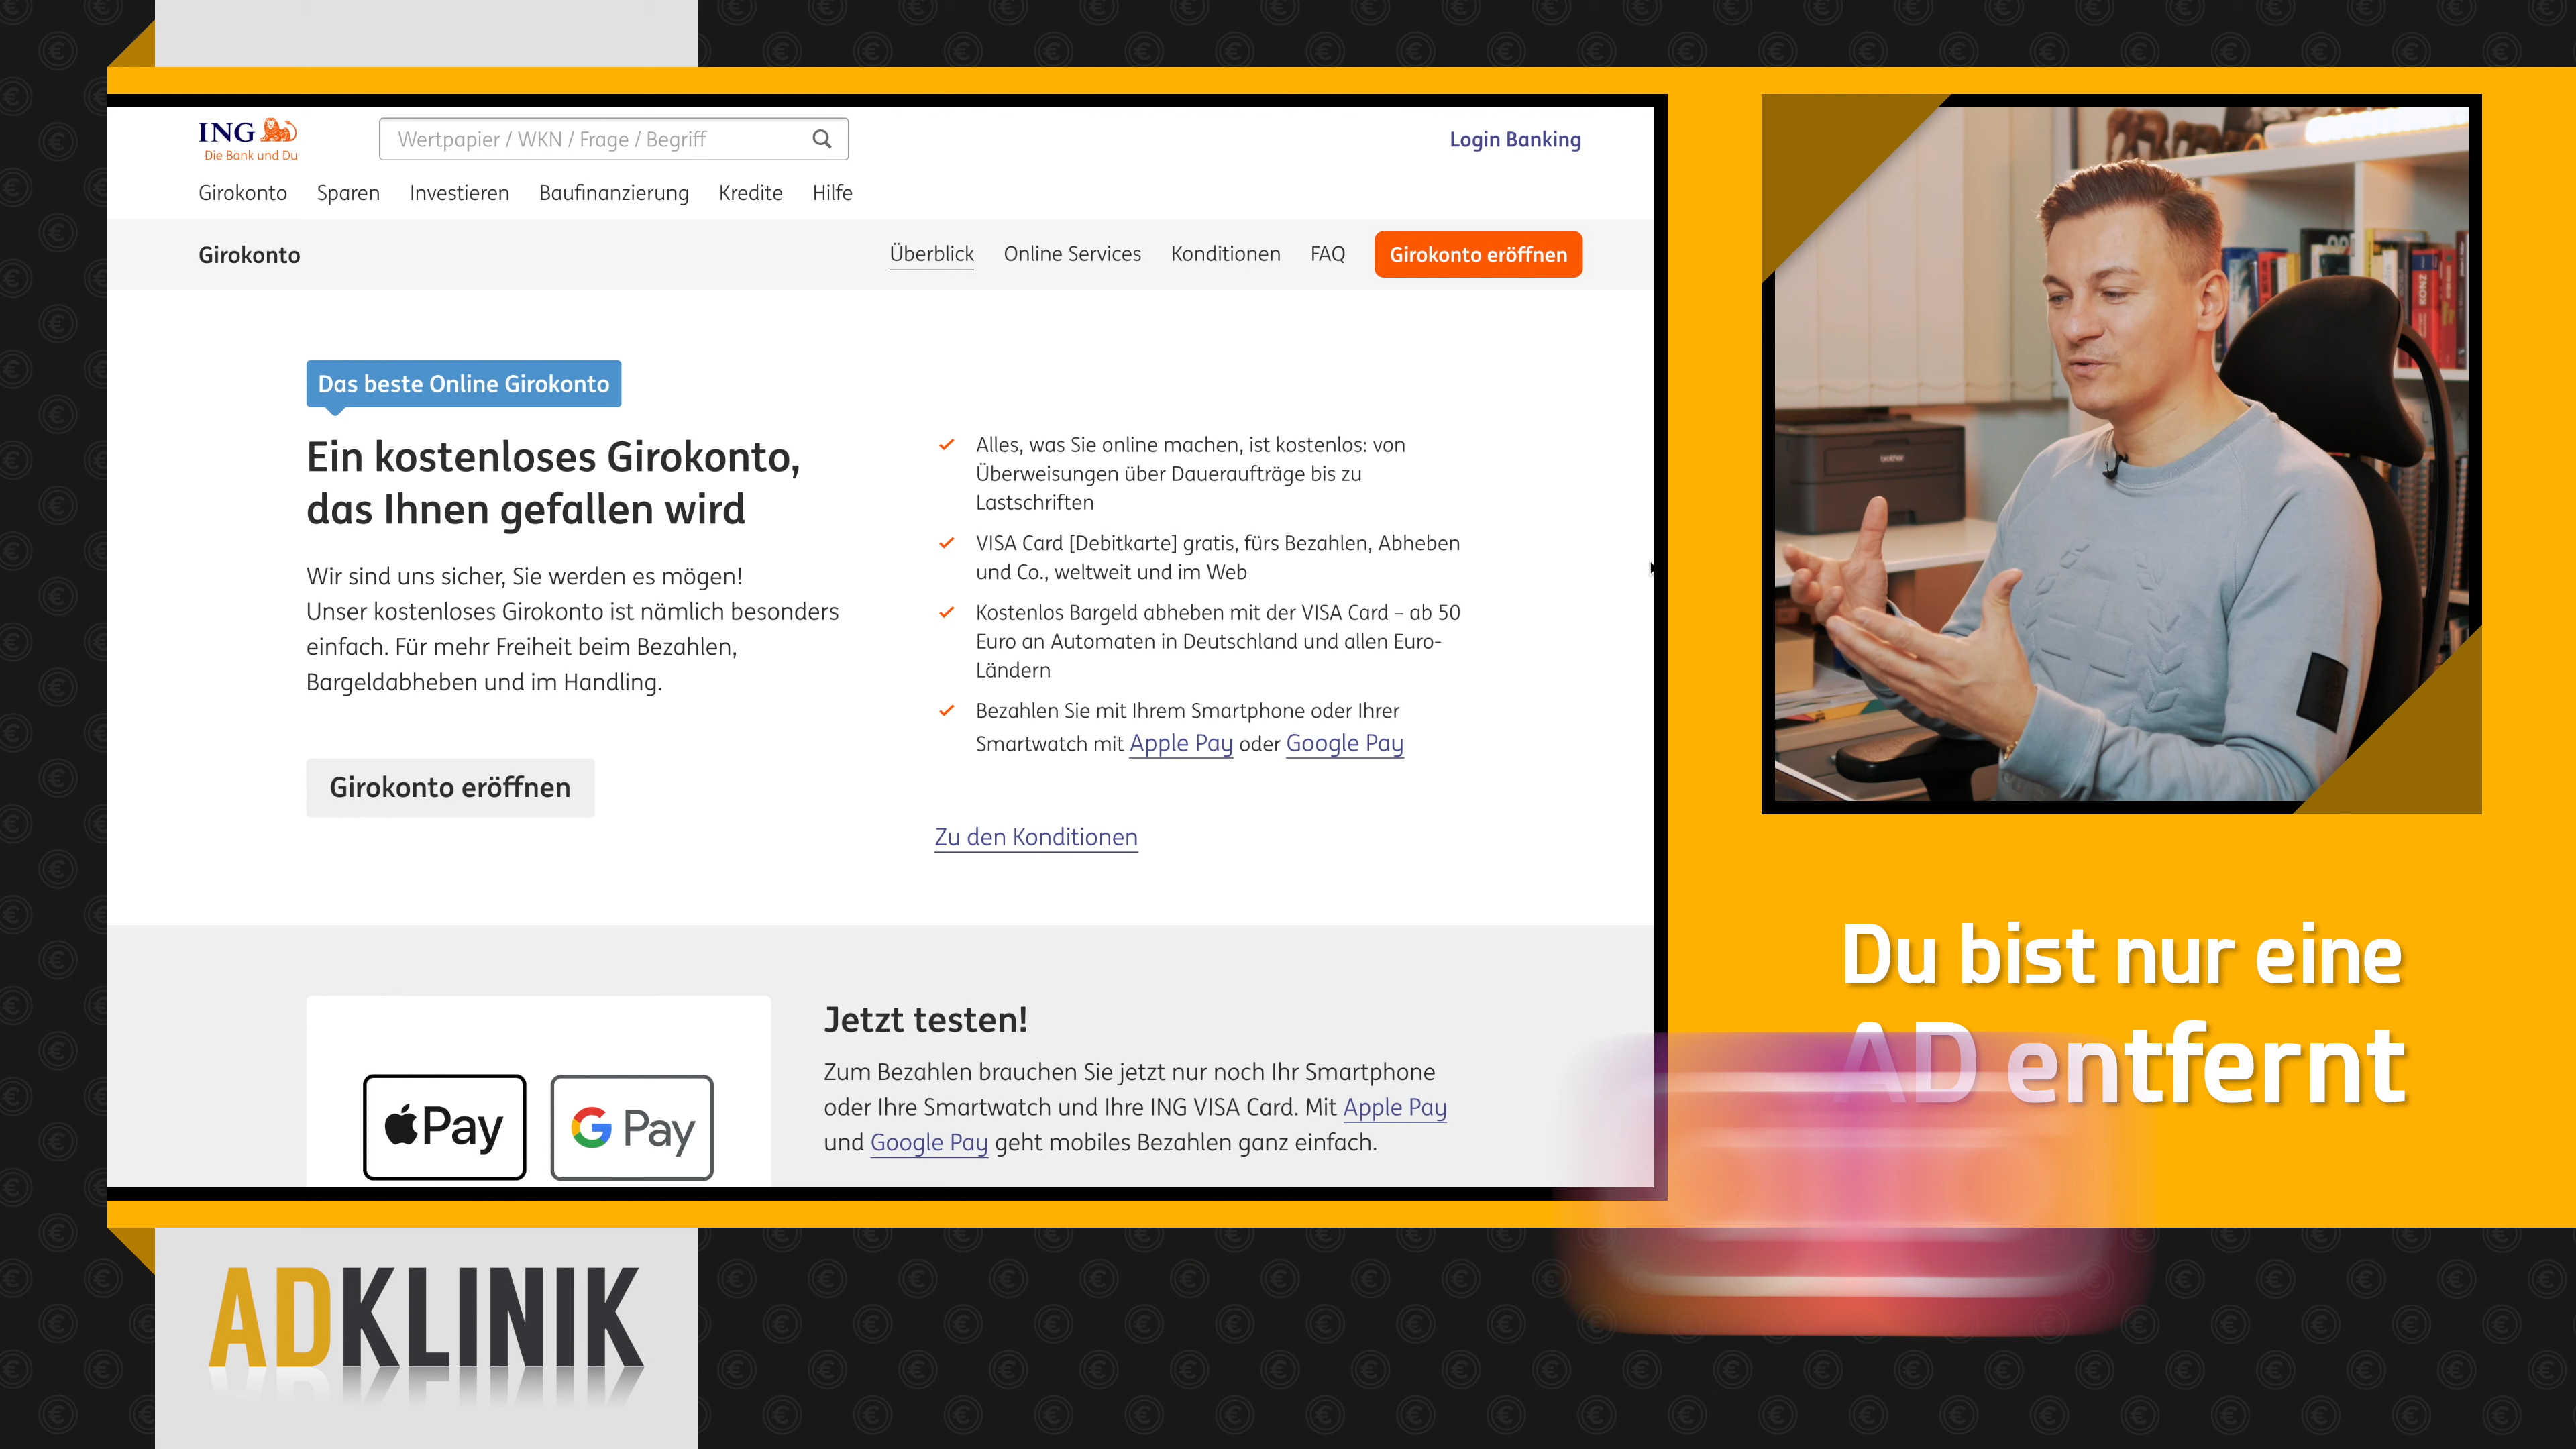 ING
Die Bank und Du
Wertpapier / WKN / Frage / Begriff
Login Banking
Girokonto Sparen Investieren Baufinanzierung Kredite Hilfe
Girokonto
Überblick Online Services Konditionen FAQ Girokonto eröffnen
Das beste Online Girokonto
Ein kostenloses Girokonto,
das Ihnen gefallen wird
Wir sind uns sicher, Sie werden es mögen!
Unser kostenloses Girokonto ist nämlich besonders
einfach. Für mehr Freiheit beim Bezahlen,
Bargeldabheben und im Handling.
Girokonto eröffnen
Alles, was Sie online machen, ist kostenlos: von
Überweisungen über Daueraufträge bis zu
Lastschriften
VISA Card [Debitkarte] gratis, fürs Bezahlen, Abheben
und Co., weltweit und im Web
Kostenlos Bargeld abheben mit der VISA Card – ab 50
Euro an Automaten in Deutschland und allen Euro-
Ländern
Bezahlen Sie mit Ihrem Smartphone oder Ihrer
Smartwatch mit Apple Pay oder Google Pay
Zu den Konditionen
Pay
G Pay
Jetzt testen!
Zum Bezahlen brauchen Sie jetzt nur noch Ihr Smartphone
oder Ihre Smartwatch und Ihre ING VISA Card. Mit Apple Pay
und Google Pay geht mobiles Bezahlen ganz einfach.
brother
KONZ
Du bist nur eine
AD entfernt
ADKLINIK